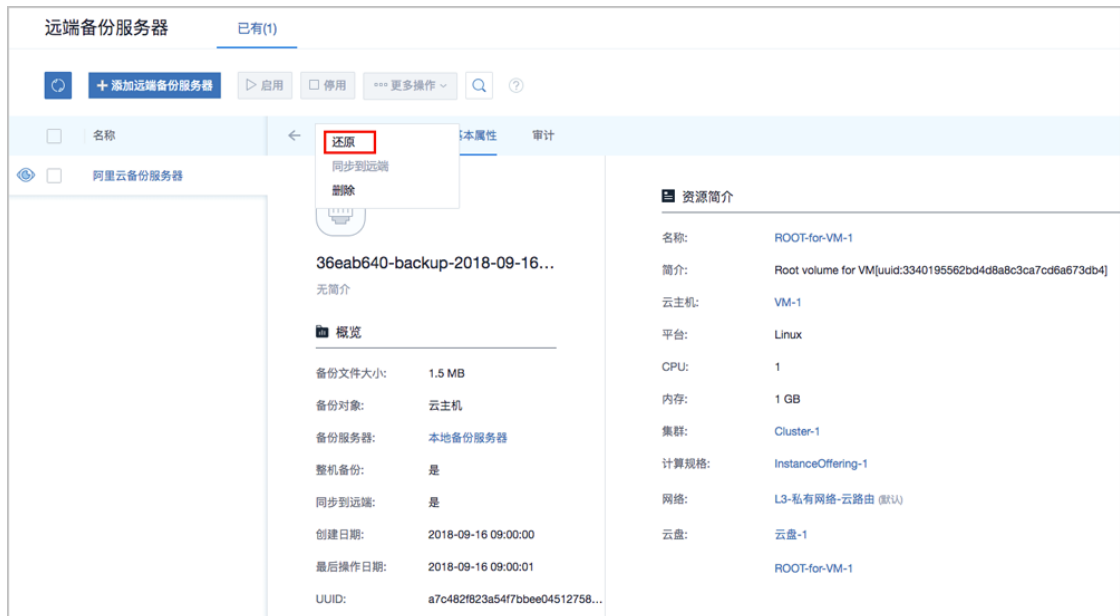 远端备份服务器 已有(1)
添加远端备份服务器 启用 停用 更多操作
名称 基本属性 审计
还原
同步到远端
删除
阿里云备份服务器
36eab640-backup-2018-09-16...
无简介
概览
备份文件大小: 1.5 MB
备份对象: 云主机
备份服务器: 本地备份服务器
整机备份: 是
同步到远端: 是
创建日期: 2018-09-16 09:00:00
最后操作日期: 2018-09-16 09:00:01
UUID: a7c482f823a54f7bbee04512758...
资源简介
名称: ROOT-for-VM-1
简介: Root volume for VM[uuid:3340195562bd4d8a8c3ca7cd6a673db4]
云主机: VM-1
平台: Linux
CPU: 1
内存: 1 GB
集群: Cluster-1
计算规格: InstanceOffering-1
网络: L3-私有网络-云路由 (默认)
云盘: 云盘-1
ROOT-for-VM-1